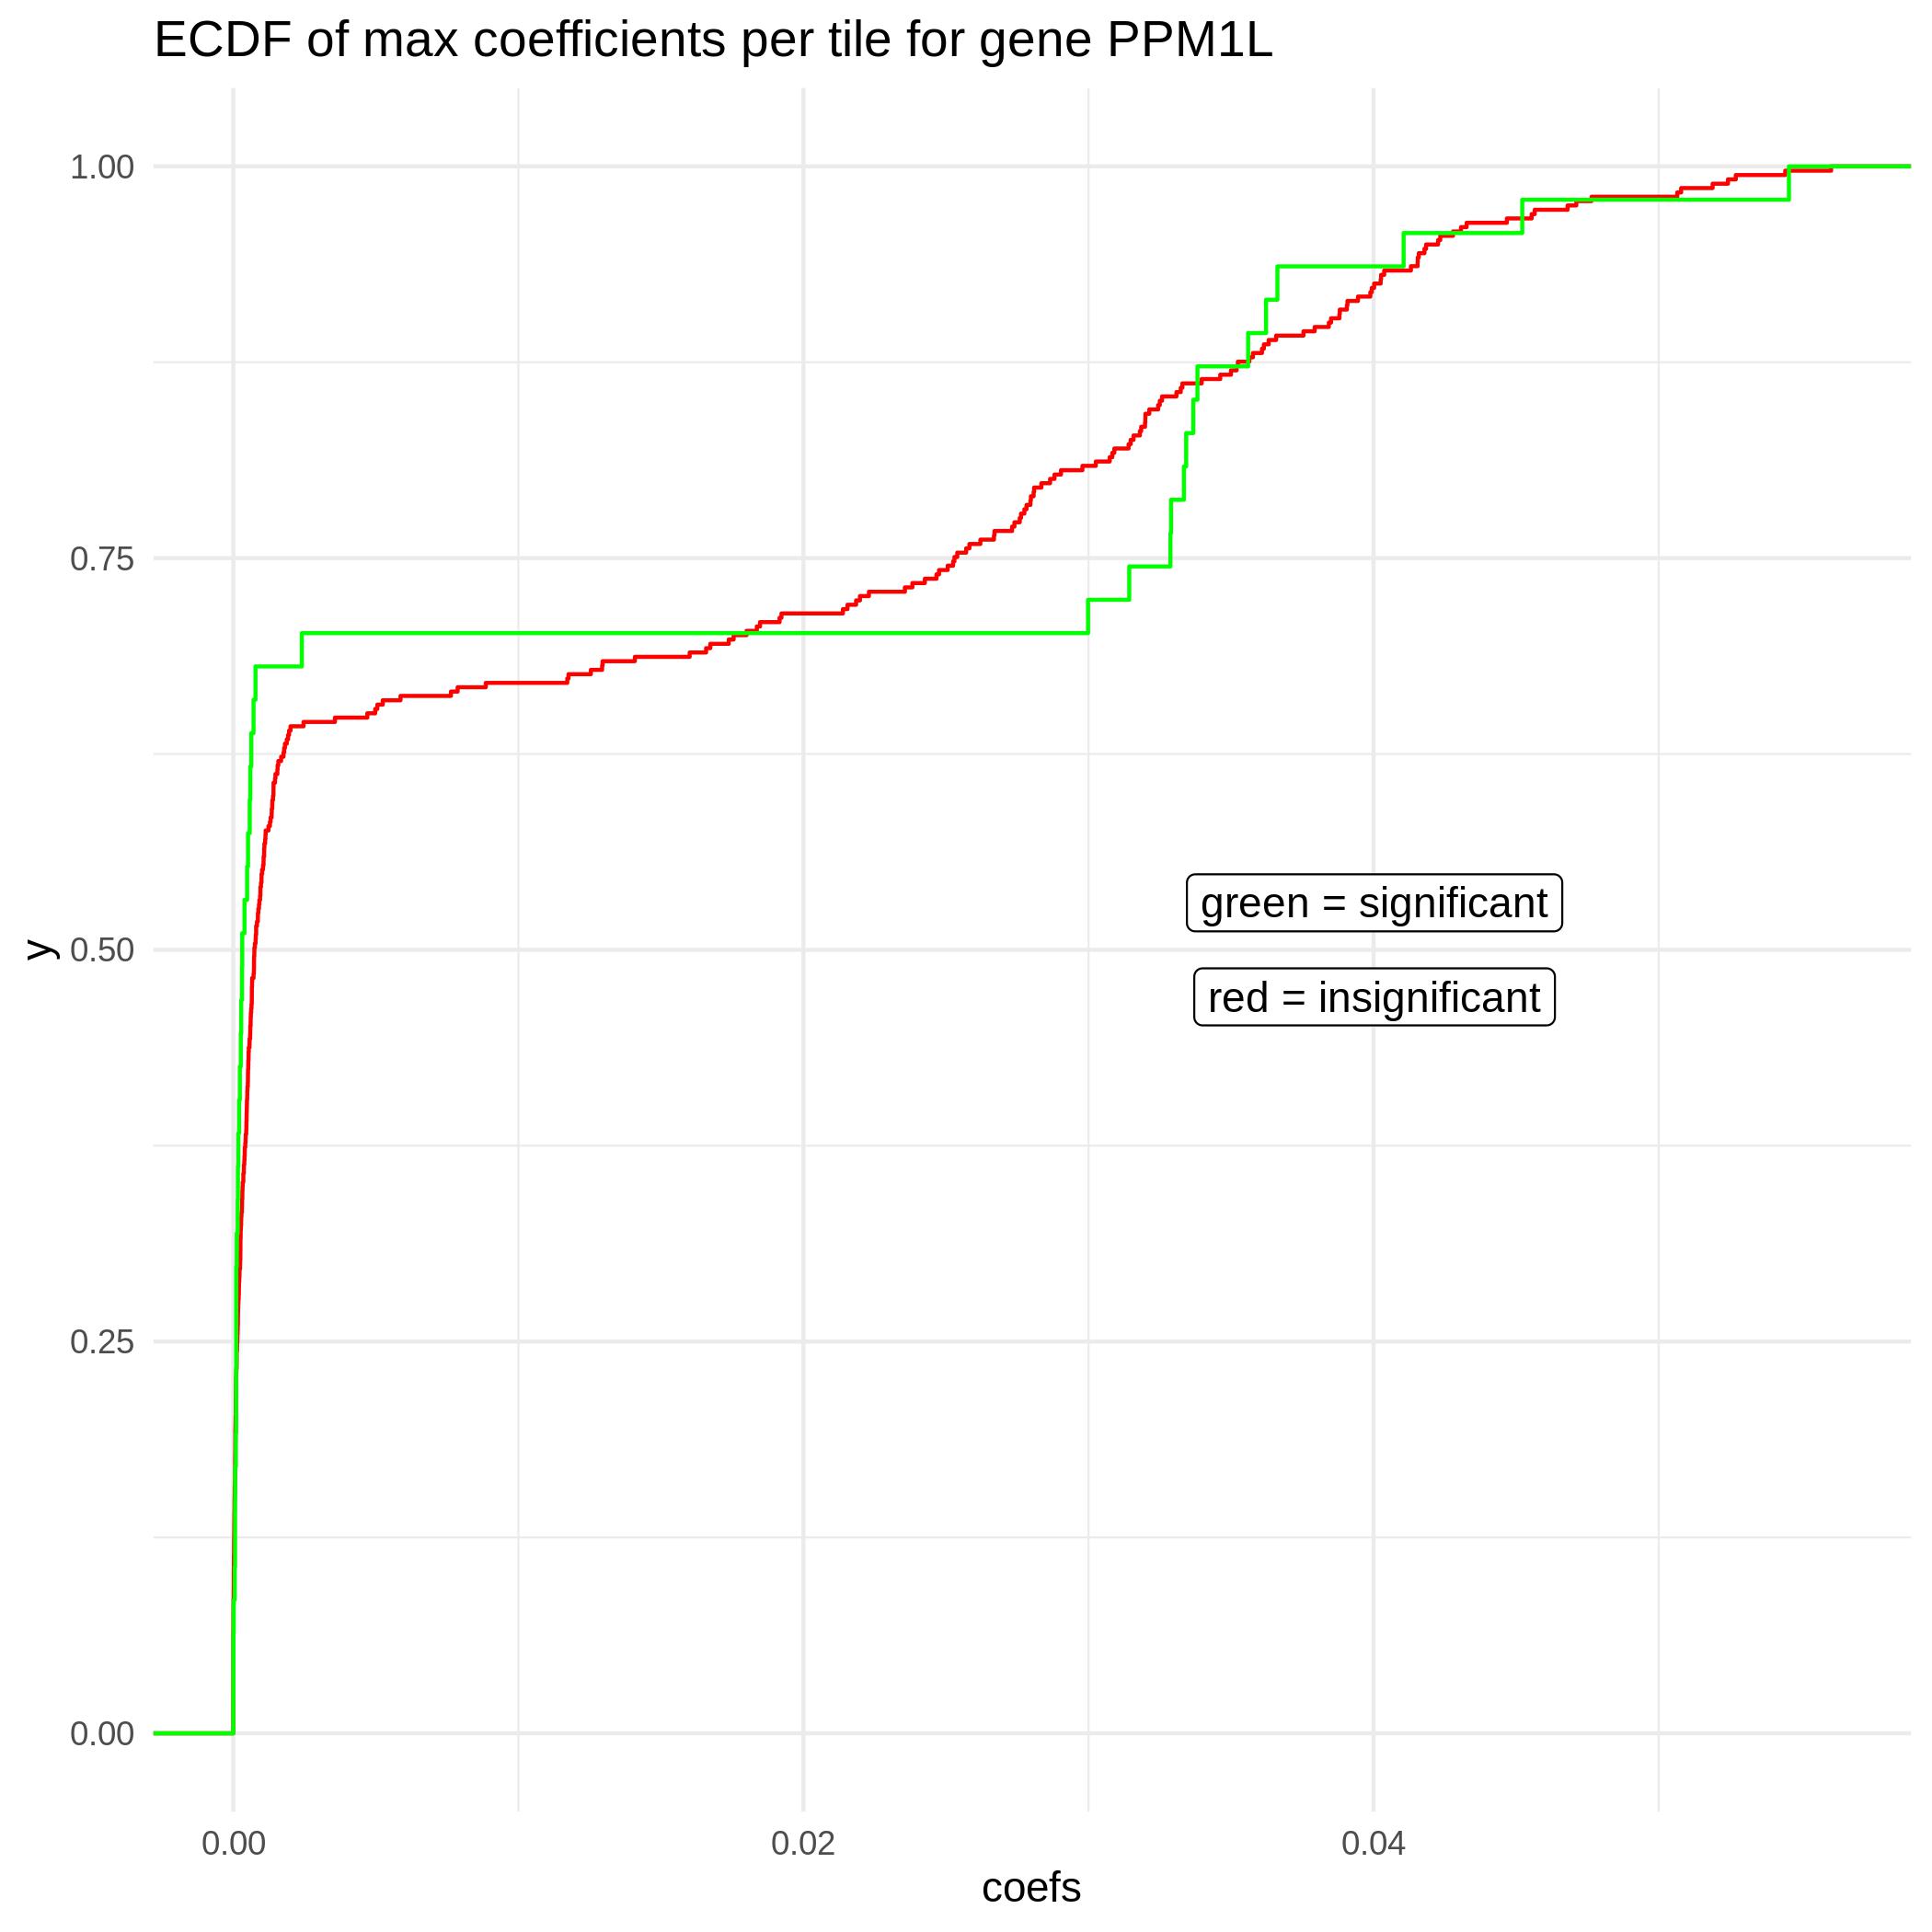 ECDF of max coefficients per tile for gene PPM1L
1.00
0.75
0.50
0.25
0.00
y
green = significant
red = insignificant
0.00
0.02
0.04
coefs